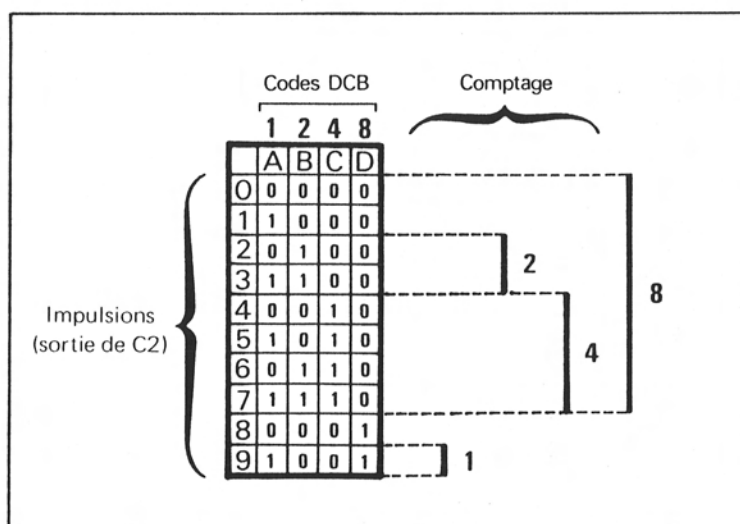 Codes DCB Comptage
1 2 4 8
A B C D
0 0 0 0 0
1 1 0 0 0
2 0 1 0 0
3 1 1 0 0
4 0 0 1 0
5 1 0 1 0
6 0 1 1 0
7 1 1 1 0
8 0 0 0 1
9 1 0 0 1
Impulsions
(sortie de C2)
2
8
4
1